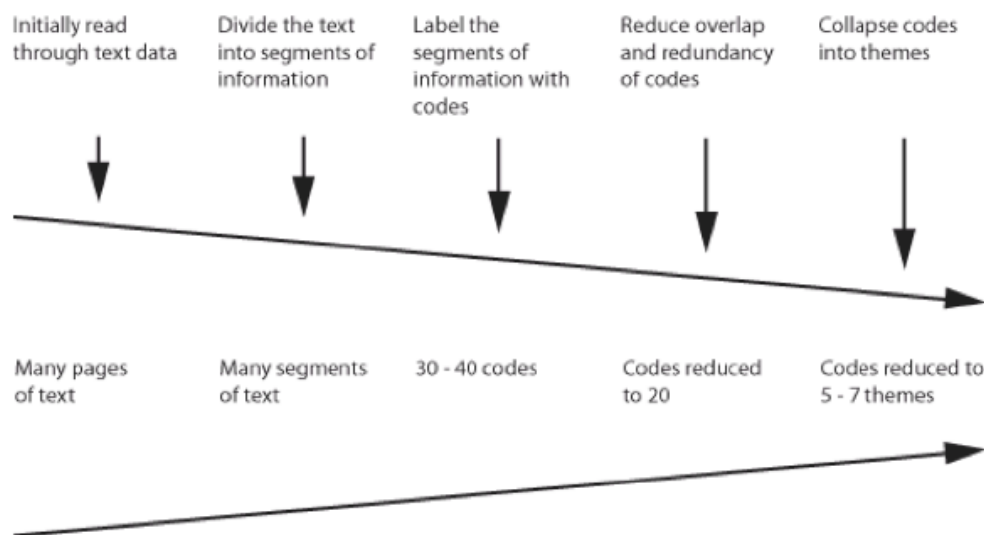 Initially read
through text data
Divide the text
into segments of
information
Label the
segments of
information with
codes
Reduce overlap
and redundancy
of codes
Collapse codes
into themes
Many pages
of text
Many segments
of text
30 - 40 codes
Codes reduced
to 20
Codes reduced to
5 - 7 themes